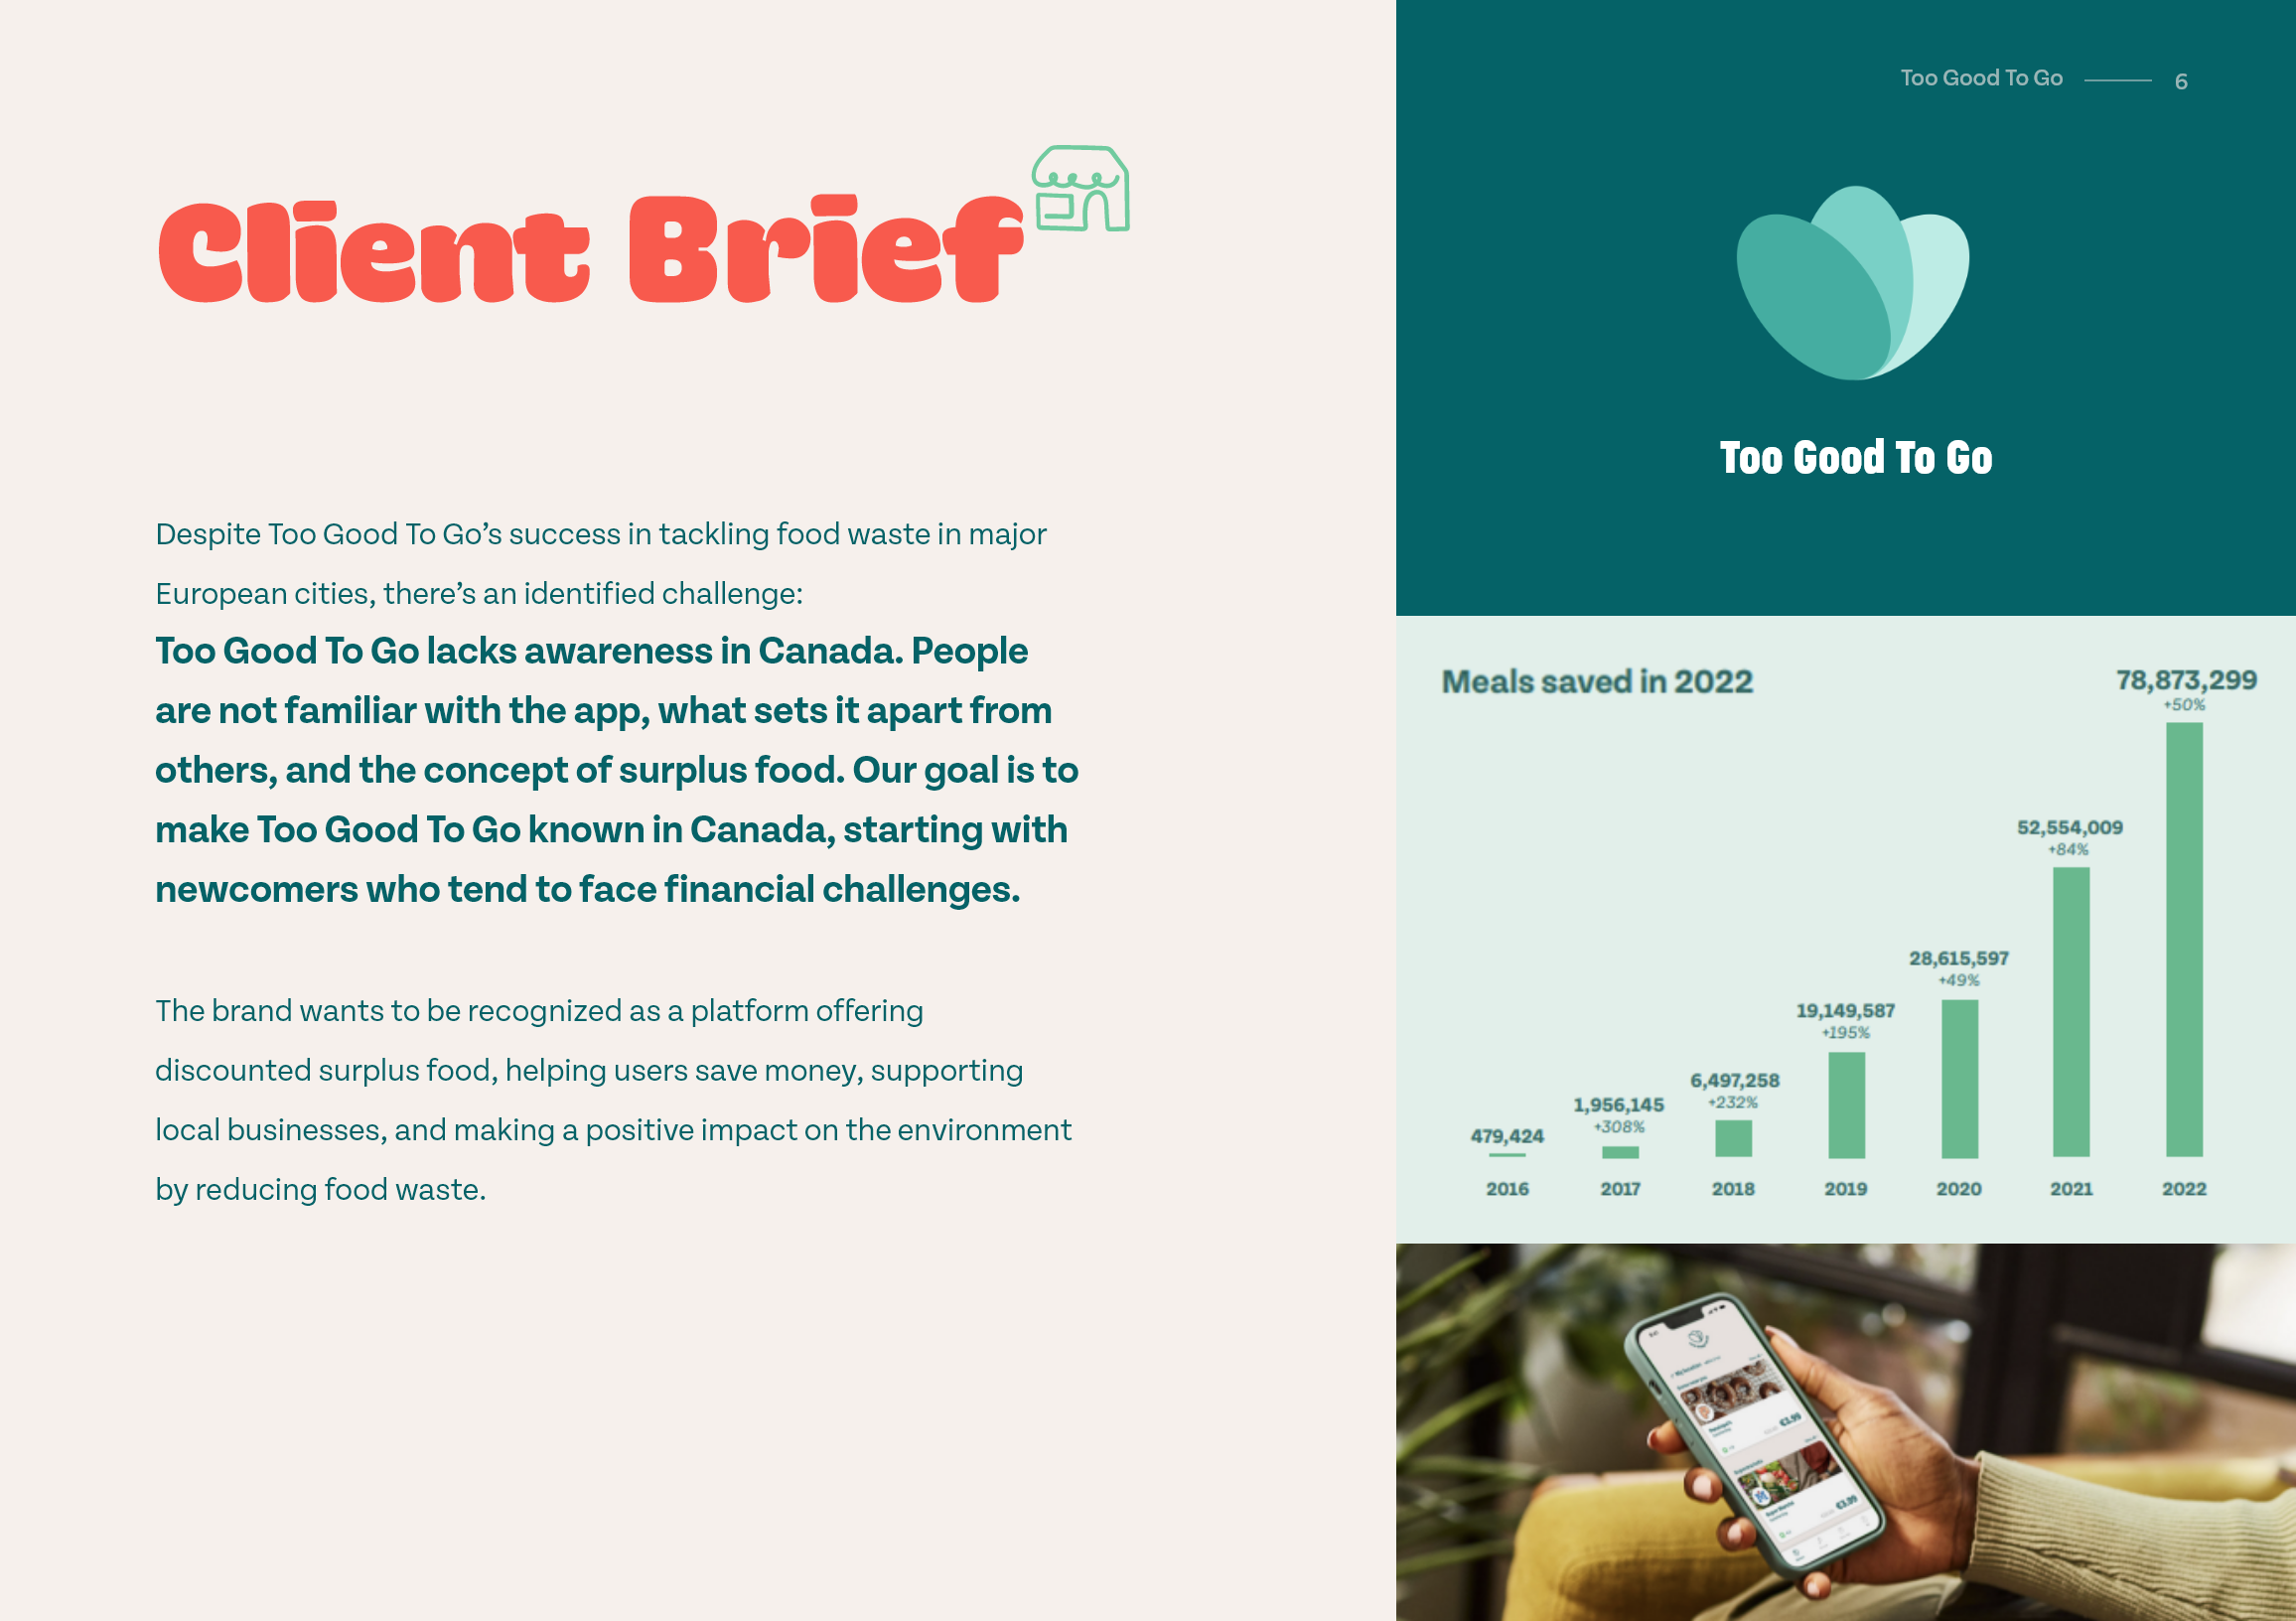 Too Good To Go
6
Client Brief
Despite Too Good To Go’s success in tackling food waste in major
European cities, there’s an identified challenge:
Too Good To Go lacks awareness in Canada. People
are not familiar with the app, what sets it apart from
others, and the concept of surplus food. Our goal is to
make Too Good To Go known in Canada, starting with
newcomers who tend to face financial challenges.
The brand wants to be recognized as a platform offering
discounted surplus food, helping users save money, supporting
local businesses, and making a positive impact on the environment
by reducing food waste.
Too Good To Go
Meals saved in 2022
78,873,299
+50%
52,554,009
+84%
28,615,597
+49%
19,149,587
+195%
6,497,258
+232%
1,956,145
+308%
479,424
2016 2017 2018 2019 2020 2021 2022
€3.99
€3.99